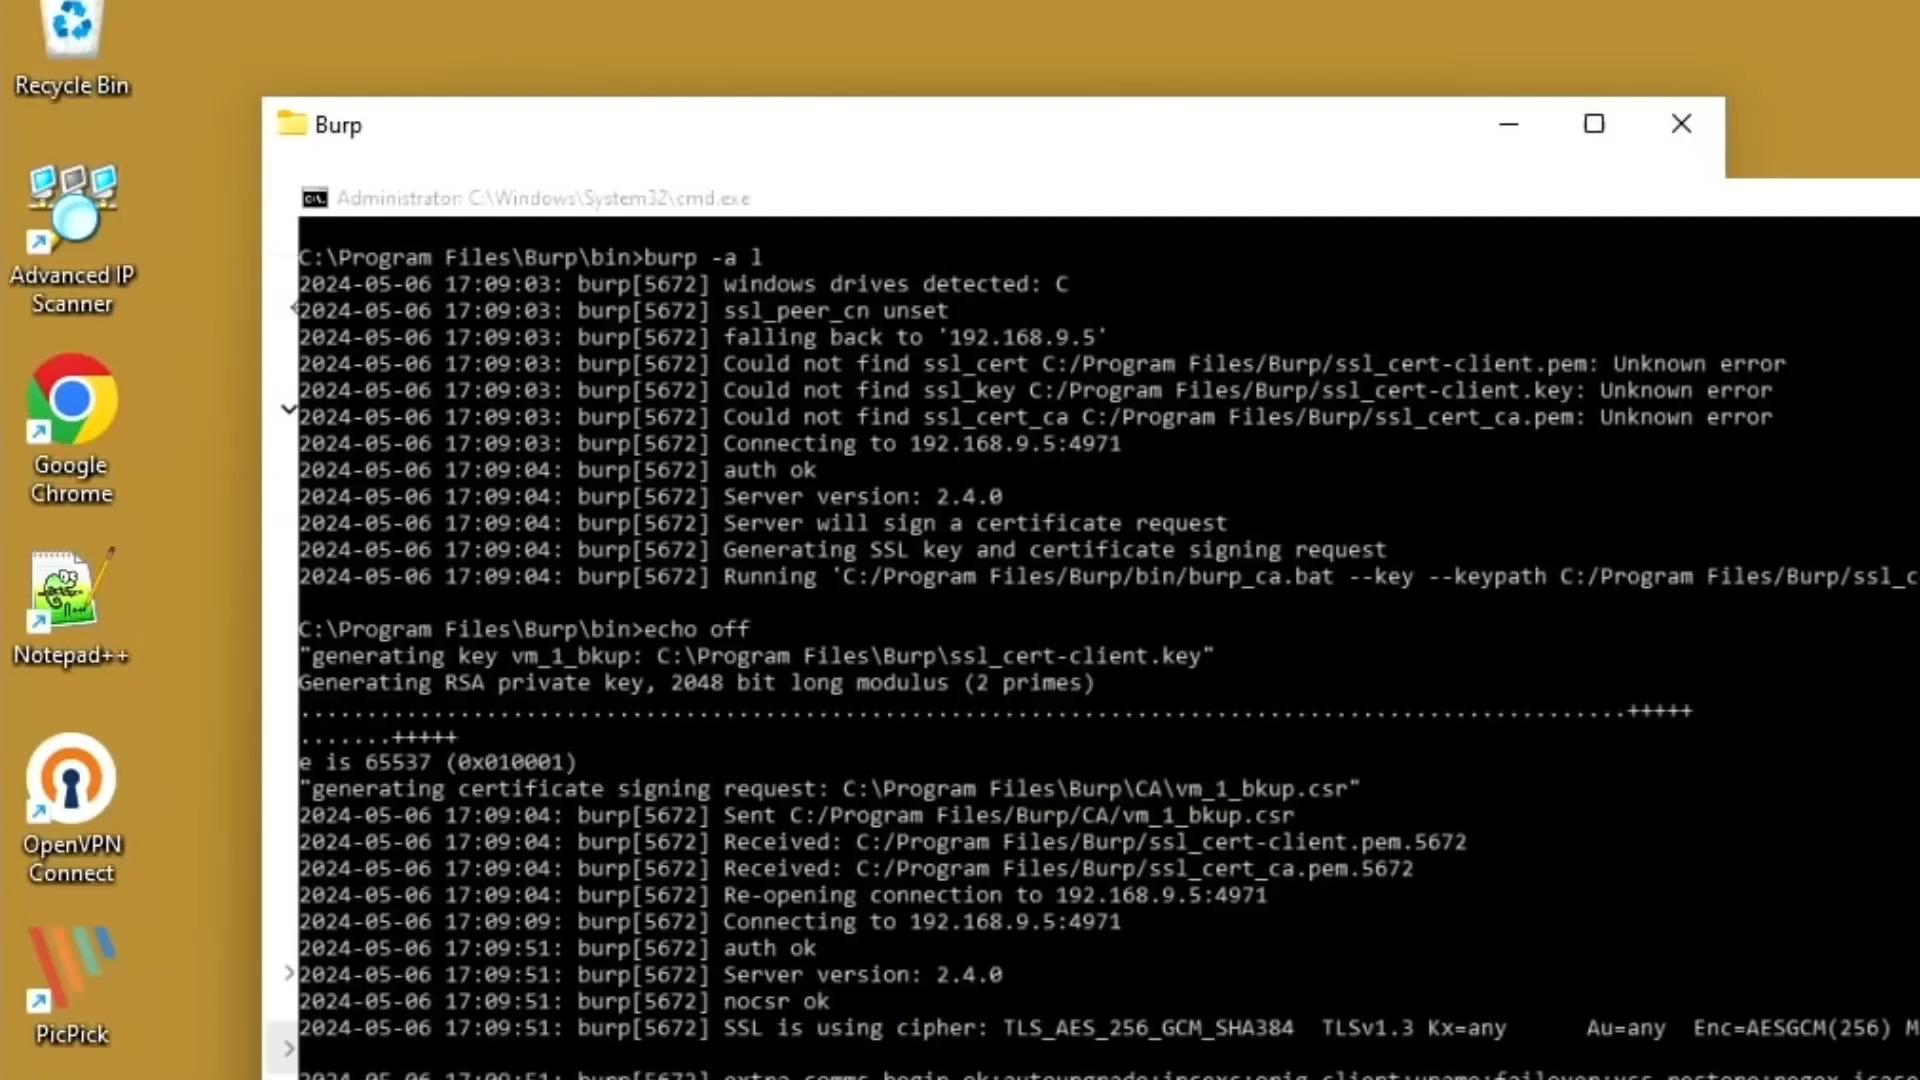 Recycle Bin
Advanced IP
Scanner
Google
Chrome
Notepad++
OpenVPN
Connect
PicPick
Burp
Administrator: C:\Windows\System32\cmd.exe
C:\Program Files\Burp\bin>burp -a l
2024-05-06 17:09:03: burp[5672] windows drives detected: C
2024-05-06 17:09:03: burp[5672] ssl_peer_cn unset
2024-05-06 17:09:03: burp[5672] falling back to '192.168.9.5'
2024-05-06 17:09:03: burp[5672] Could not find ssl_cert C:/Program Files/Burp/ssl_cert-client.pem: Unknown error
2024-05-06 17:09:03: burp[5672] Could not find ssl_key C:/Program Files/Burp/ssl_cert-client.key: Unknown error
2024-05-06 17:09:03: burp[5672] Could not find ssl_cert_ca C:/Program Files/Burp/ssl_cert_ca.pem: Unknown error
2024-05-06 17:09:03: burp[5672] Connecting to 192.168.9.5:4971
2024-05-06 17:09:04: burp[5672] auth ok
2024-05-06 17:09:04: burp[5672] Server version: 2.4.0
2024-05-06 17:09:04: burp[5672] Server will sign a certificate request
2024-05-06 17:09:04: burp[5672] Generating SSL key and certificate signing request
2024-05-06 17:09:04: burp[5672] Running 'C:/Program Files/Burp/bin/burp_ca.bat --key --keypath C:/Program Files/Burp/ssl_c
C:\Program Files\Burp\bin>echo off
"generating key vm_1_bkup: C:\Program Files\Burp\ssl_cert-client.key"
Generating RSA private key, 2048 bit long modulus (2 primes)
....................................................................................................+++++
.......+++++
e is 65537 (0x010001)
"generating certificate signing request: C:\Program Files\Burp\CA\vm_1_bkup.csr"
2024-05-06 17:09:04: burp[5672] Sent C:/Program Files/Burp/CA/vm_1_bkup.csr
2024-05-06 17:09:04: burp[5672] Received: C:/Program Files/Burp/ssl_cert-client.pem.5672
2024-05-06 17:09:04: burp[5672] Received: C:/Program Files/Burp/ssl_cert_ca.pem.5672
2024-05-06 17:09:04: burp[5672] Re-opening connection to 192.168.9.5:4971
2024-05-06 17:09:09: burp[5672] Connecting to 192.168.9.5:4971
2024-05-06 17:09:51: burp[5672] auth ok
2024-05-06 17:09:51: burp[5672] Server version: 2.4.0
2024-05-06 17:09:51: burp[5672] nocsr ok
2024-05-06 17:09:51: burp[5672] SSL is using cipher: TLS_AES_256_GCM_SHA384 TLSv1.3 Kx=any Au=any Enc=AESGCM(256) M
2024-05-06 17:09:51: burp[5672]